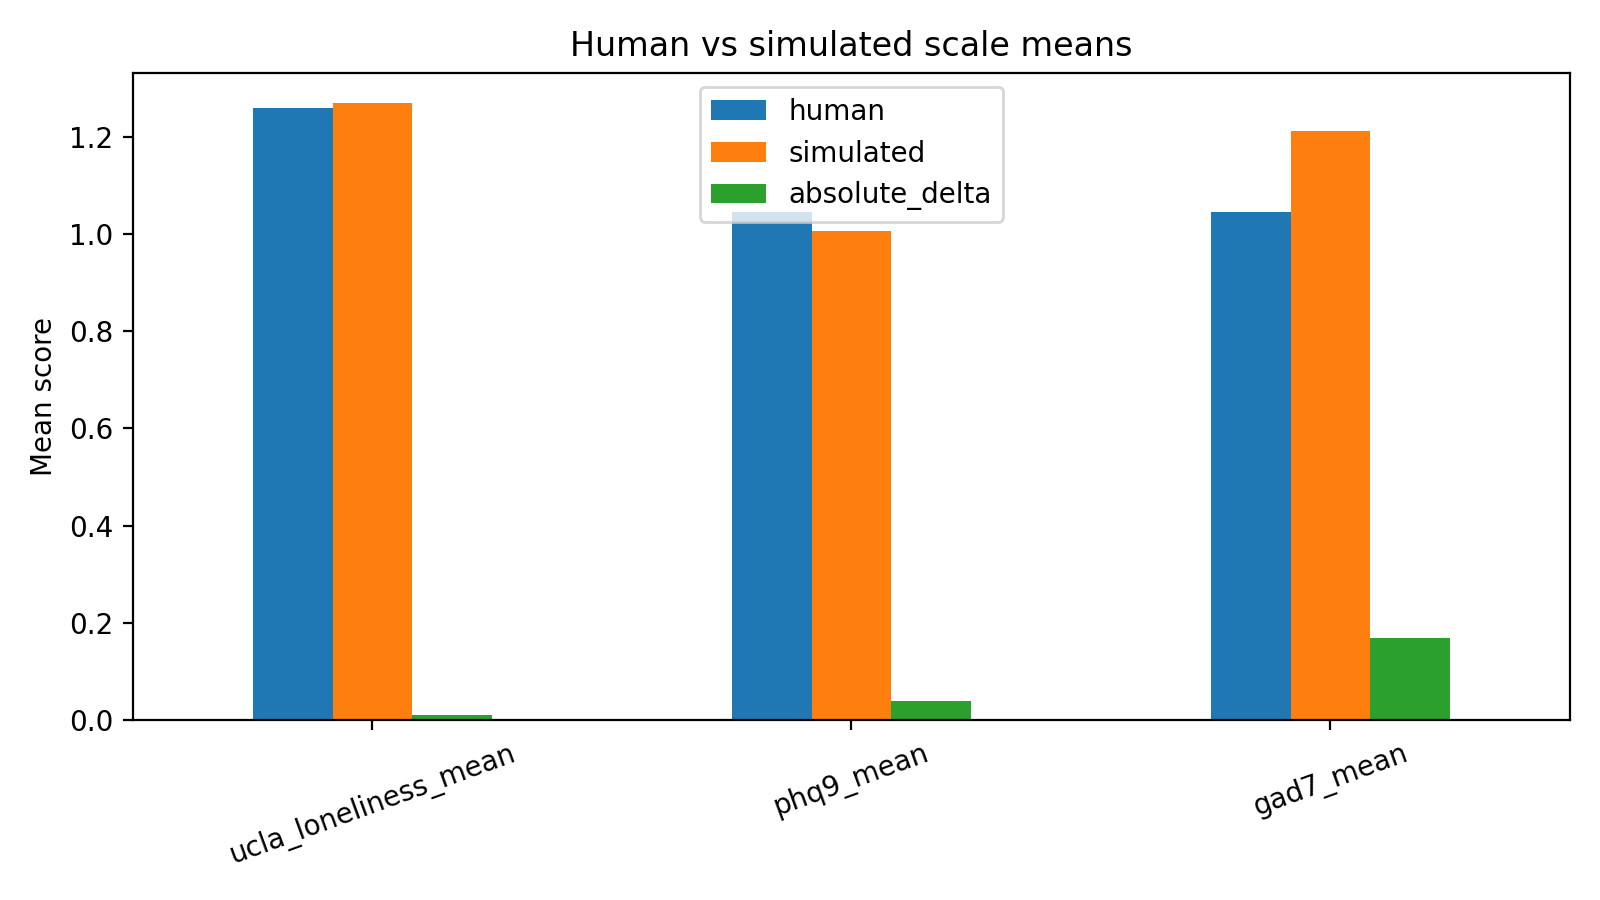 Human vs simulated scale means
human
simulated
absolute_delta
Mean score
1.2
1.0
0.8
0.6
0.4
0.2
0.0
ucla_loneliness_mean
phq9_mean
gad7_mean